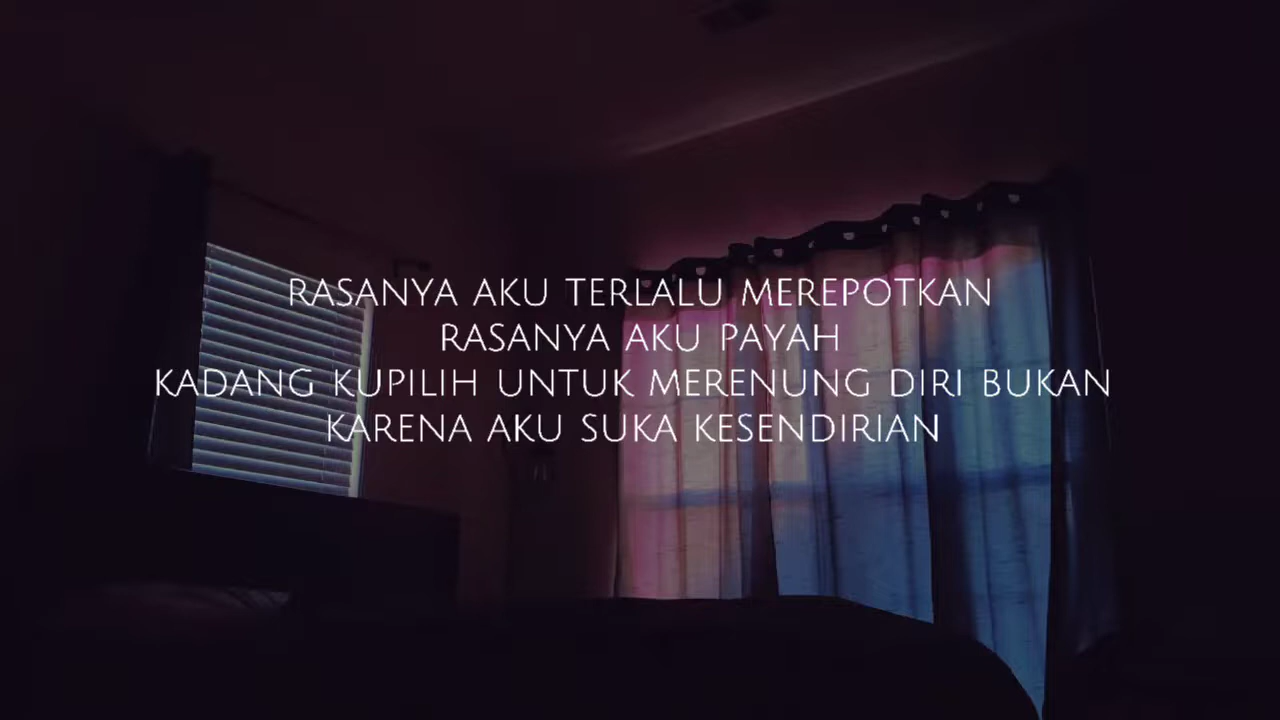 RASANYA AKU TERLALU MEREPOTKAN
RASANYA AKU PAYAH
KADANG KUPILIH UNTUK MERENUNG DIRI BUKAN
KARENA AKU SUKA KESENDIRIAN